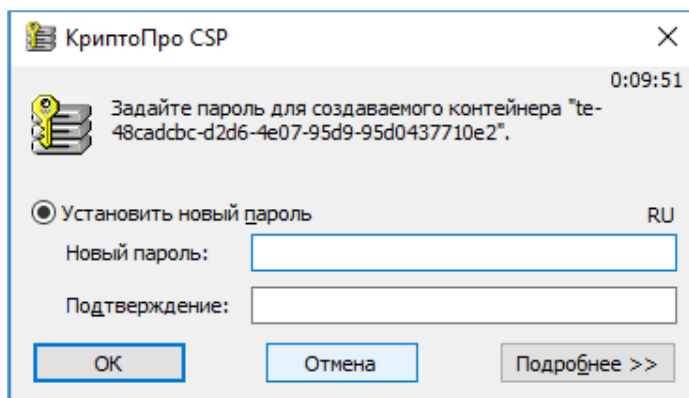 КриптоПро CSP
0:09:51
Задайте пароль для создаваемого контейнера "te-
48cadcbc-d2d6-4e07-95d9-95d0437710e2".
Установить новый пароль RU
Новый пароль:
Подтверждение:
ОК Отмена Подробнее >>